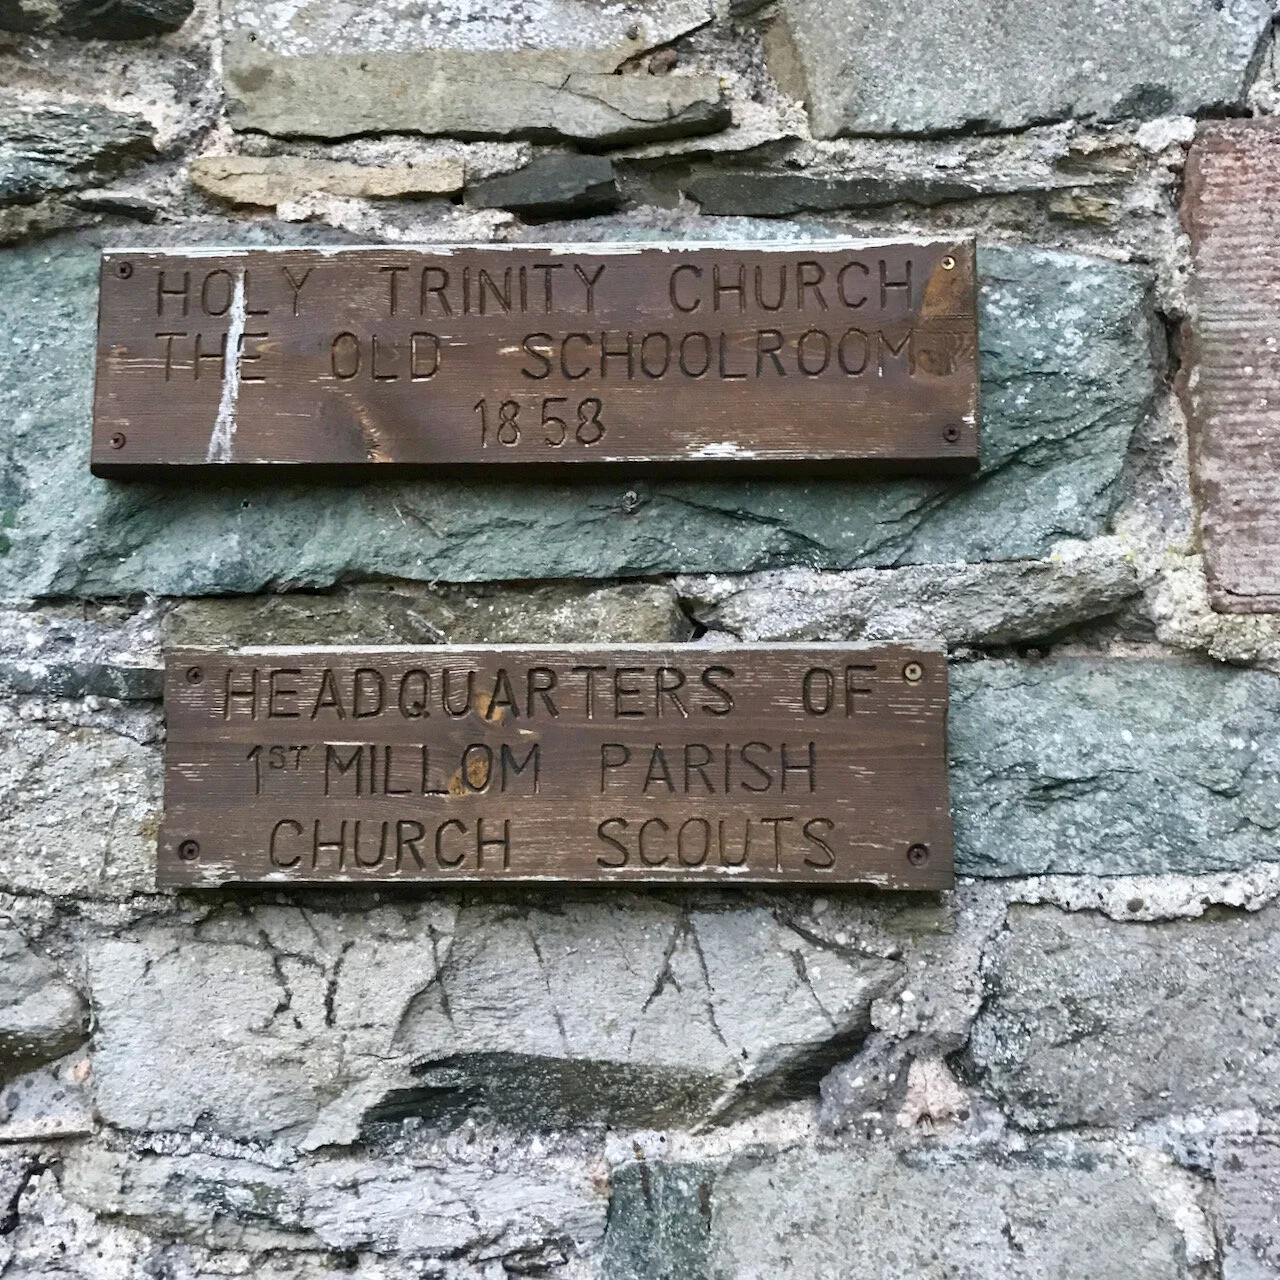 HOLY TRINITY CHURCH
THE OLD SCHOOLROOM
1858
HEADQUARTERS OF
1ST MILLOM PARISH
CHURCH SCOUTS